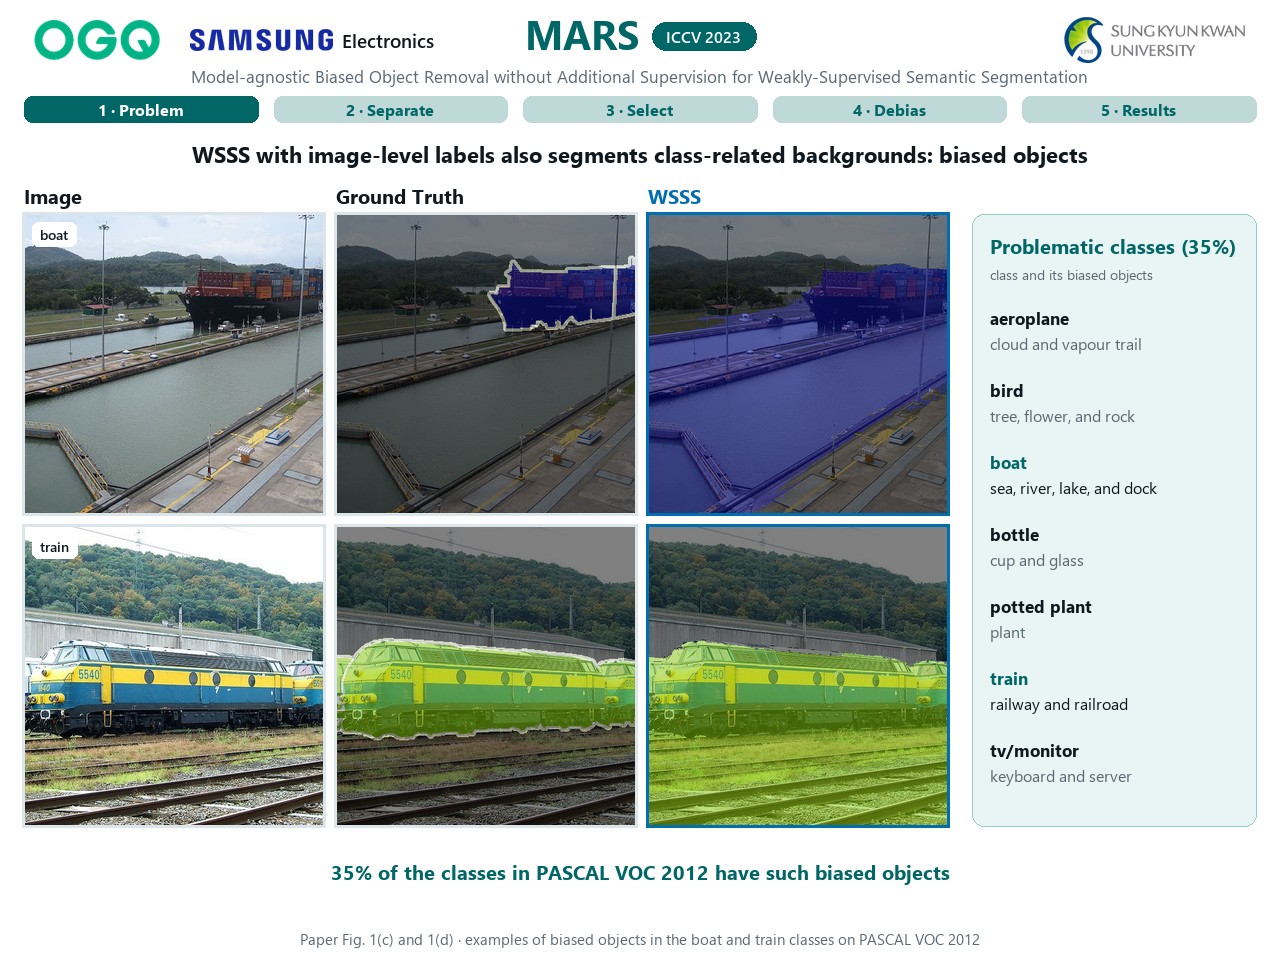 OGQ
SAMSUNG Electronics
MARS
ICCV 2023
SUNG KYUN KWAN
UNIVERSITY
1398
Model-agnostic Biased Object Removal without Additional Supervision for Weakly-Supervised Semantic Segmentation
1 · Problem
2 · Separate
3 · Select
4 · Debias
5 · Results
WSSS with image-level labels also segments class-related backgrounds: biased objects
Image
Ground Truth
WSSS
boat
train
5540
5540
5540
Problematic classes (35%)
class and its biased objects
aeroplane
cloud and vapour trail
bird
tree, flower, and rock
boat
sea, river, lake, and dock
bottle
cup and glass
potted plant
plant
train
railway and railroad
tv/monitor
keyboard and server
35% of the classes in PASCAL VOC 2012 have such biased objects
Paper Fig. 1(c) and 1(d) · examples of biased objects in the boat and train classes on PASCAL VOC 2012